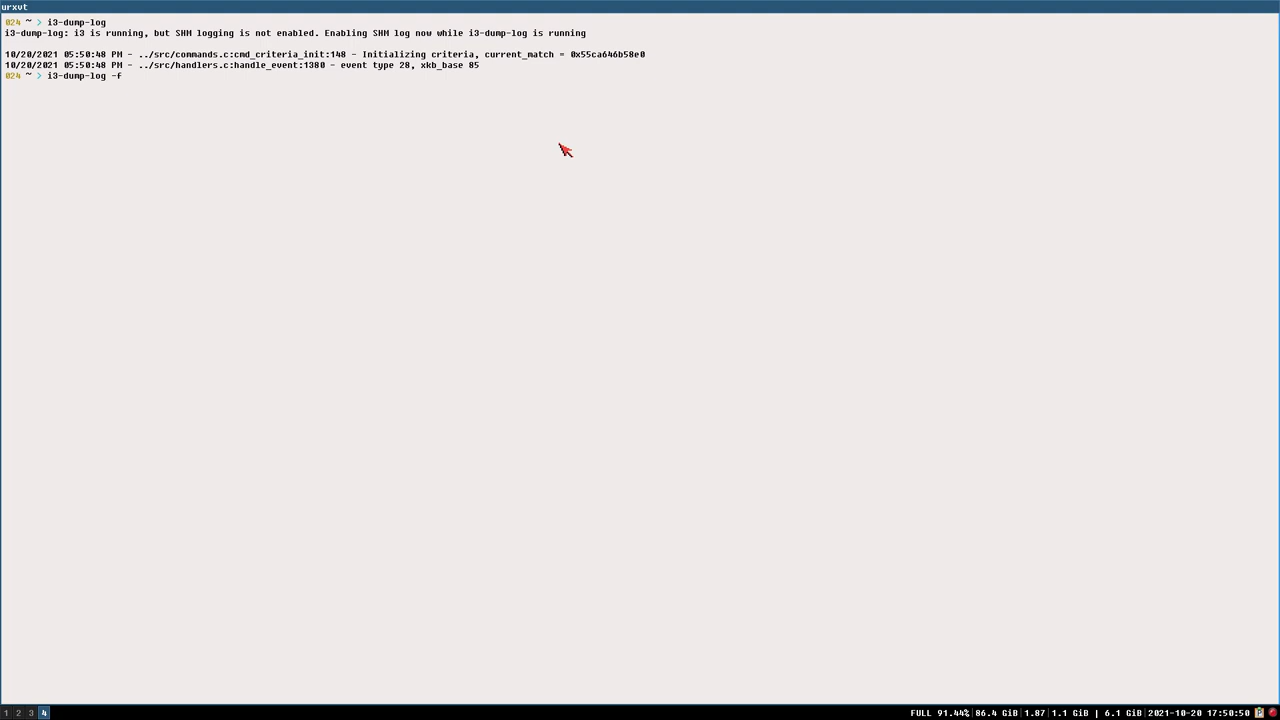 urxvt
024 ~ > i3-dump-log
i3-dump-log: i3 is running, but SHM logging is not enabled. Enabling SHM log now while i3-dump-log is running
10/20/2021 05:50:48 PM - ../src/commands.c:cmd_criteria_init:148 - Initializing criteria, current_match = 0x55ca646b58e0
10/20/2021 05:50:48 PM - ../src/handlers.c:handle_event:1380 - event type 28, xkb_base 85
024 ~ > i3-dump-log -f
1 2 3 4 FULL 91.44%|86.4 GiB|1.87|1.1 GiB | 6.1 GiB|2021-10-20 17:50:50